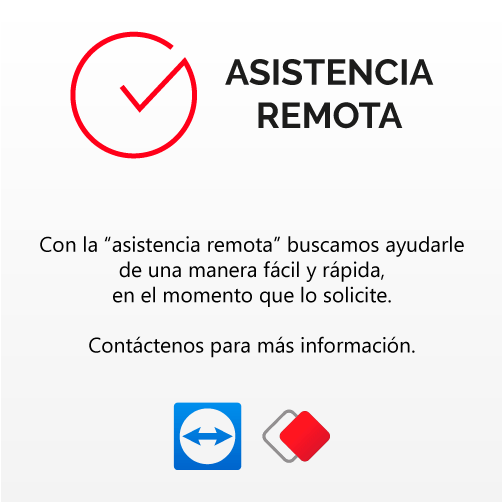 ASISTENCIA
REMOTA
Con la “asistencia remota” buscamos ayudarle
de una manera fácil y rápida,
en el momento que lo solicite.
Contáctenos para más información.